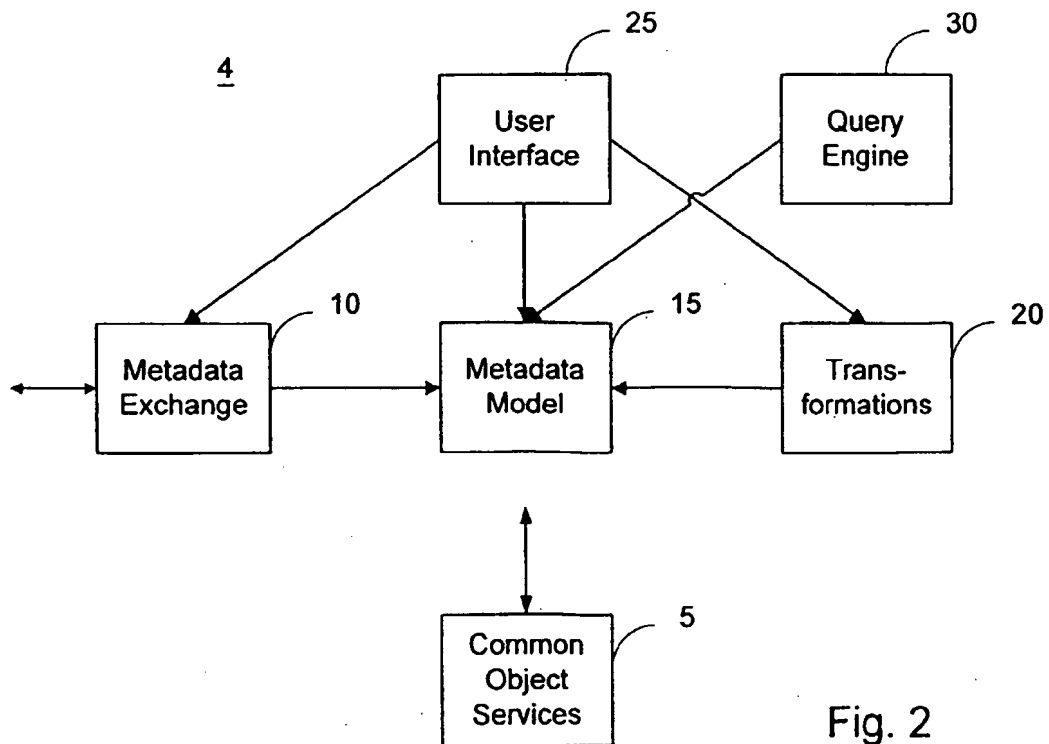 25
30
4
User
Interface
Query
Engine
10
15
20
Metadata
Exchange
Metadata
Model
Trans-
formations
5
Common
Object
Services
Fig. 2